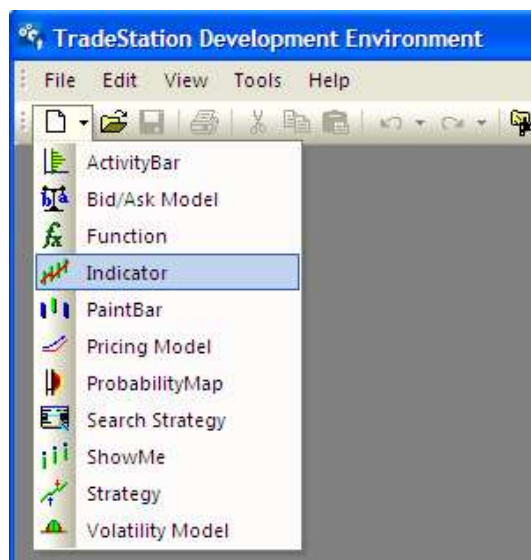 TradeStation Development Environment
File Edit View Tools Help
ActivityBar
Bid/Ask Model
Function
Indicator
PaintBar
Pricing Model
ProbabilityMap
Search Strategy
ShowMe
Strategy
Volatility Model